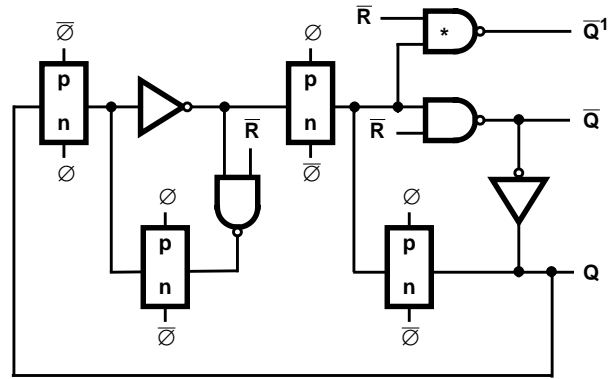 R̅ * Q̅¹
∅̅ ∅
p p
n n
R̅ R̅ Q̅
∅ ∅̅
∅ ∅
p p
n n Q
∅̅ ∅̅